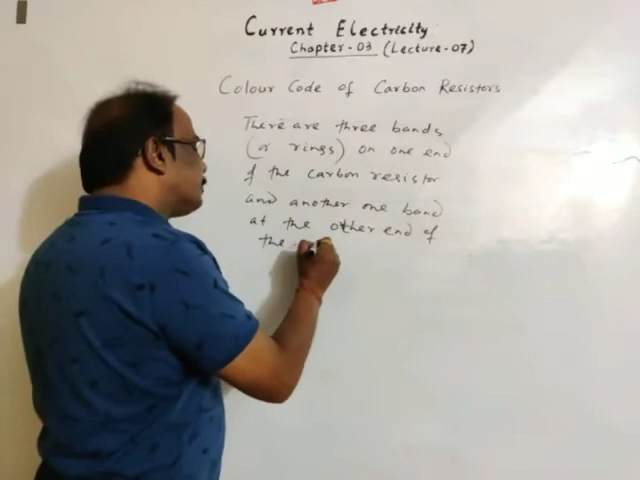 Current Electricity
Chapter-03 (Lecture-07)
Colour Code of Carbon Resistors
There are three bands
(or rings) on one end
of the carbon resistor
and another one band
at the other end of
the